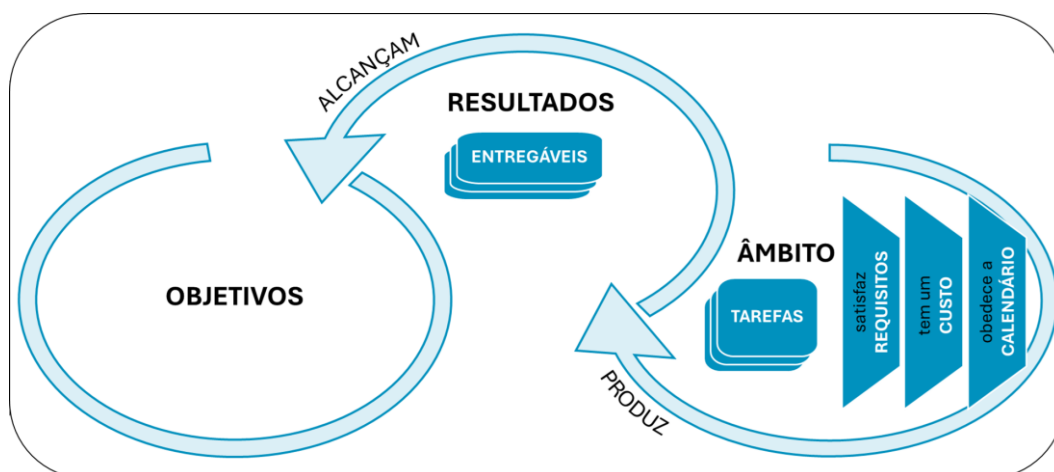 ALCANÇAM
RESULTADOS
ENTREGÁVEIS
OBJETIVOS
ÂMBITO
TAREFAS
satisfaz
REQUISITOS
tem um
CUSTO
obedece a
CALENDÁRIO
PRODUZ